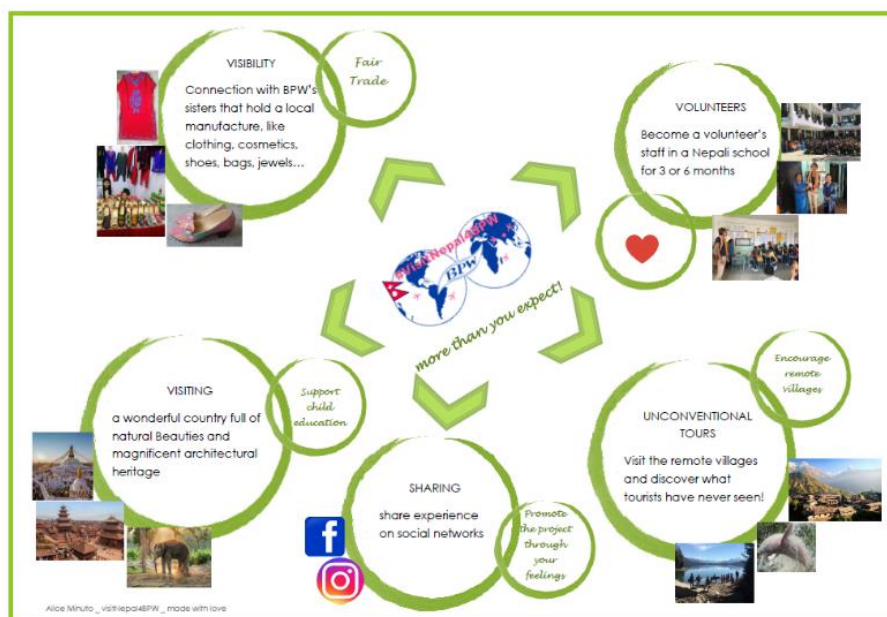 VISIBILITY
Connection with BPW's
sisters that hold a local
manufacture, like
clothing, cosmetics,
shoes, bags, jewels...
Fair
Trade
VOLUNTEERS
Become a volunteer's
staff in a Nepali school
for 3 or 6 months
#VisitNepal4BPW
BPW
more than you expect!
VISITING
a wonderful country full of
natural Beauties and
magnificent architectural
heritage
Support
child
education
SHARING
share experience
on social networks
Promote
the project
through
your
feelings
UNCONVENTIONAL
TOURS
Visit the remote villages
and discover what
tourists have never seen!
Encourage
remote
villages
Alice Minuto _ visitNepal4BPW _ made with love